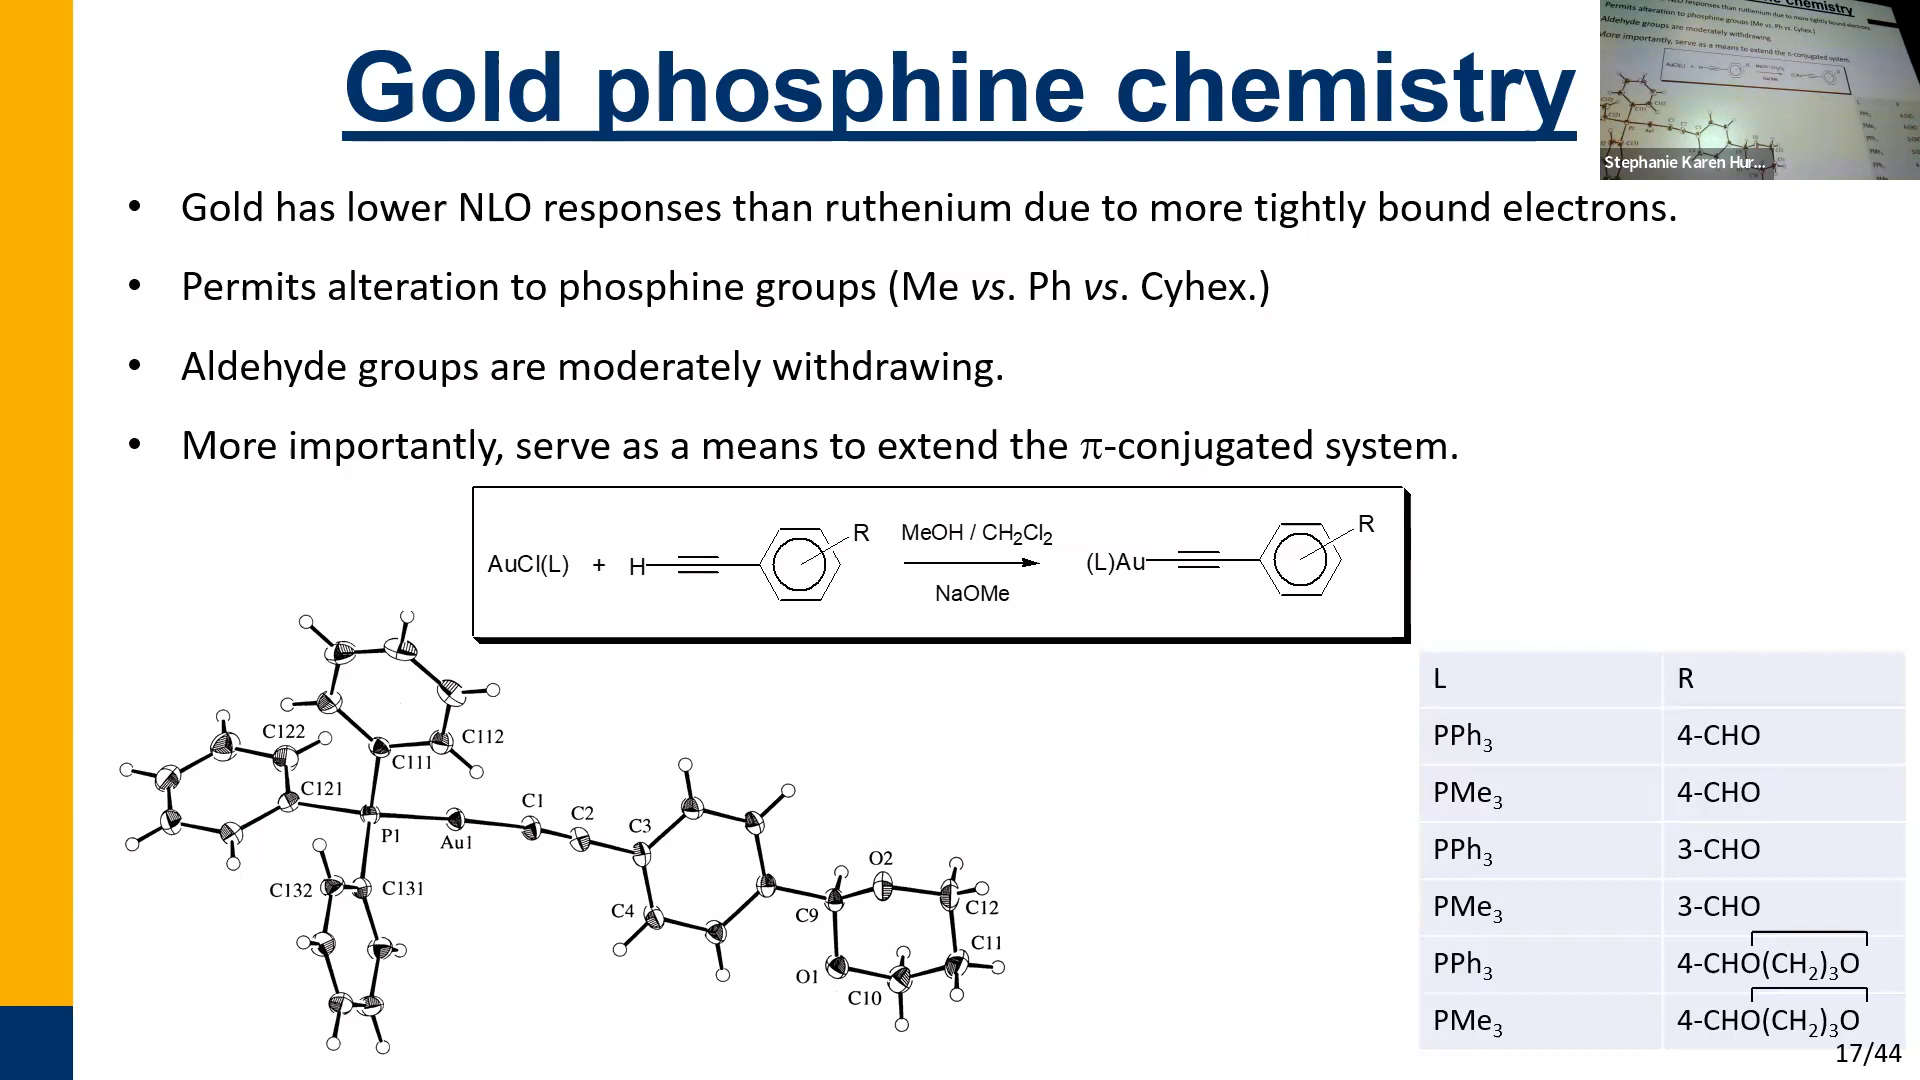 Gold phosphine chemistry
Stephanie Karen Hur...
• Gold has lower NLO responses than ruthenium due to more tightly bound electrons.
• Permits alteration to phosphine groups (Me vs. Ph vs. Cyhex.)
• Aldehyde groups are moderately withdrawing.
• More importantly, serve as a means to extend the π-conjugated system.
AuCl(L) + H R MeOH / CH2Cl2 (L)Au R
NaOMe
C122
C112
C111
C121
P1
Au1
C1
C2
C3
C132
C131
C4
O2
C9
C12
C11
O1
C10
L R
PPh3 4-CHO
PMe3 4-CHO
PPh3 3-CHO
PMe3 3-CHO
PPh3 4-CHO(CH2)3O
PMe3 4-CHO(CH2)3O
17/44